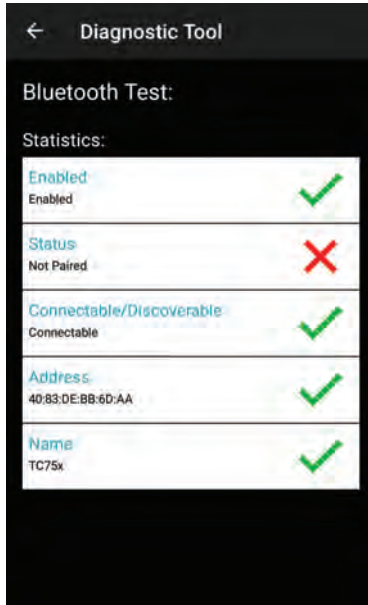 Diagnostic Tool
Bluetooth Test:
Statistics:
Enabled
Enabled
Status
Not Paired
Connectable/Discoverable
Connectable
Address
40:83:DE:BB:6D:AA
Name
TC75x